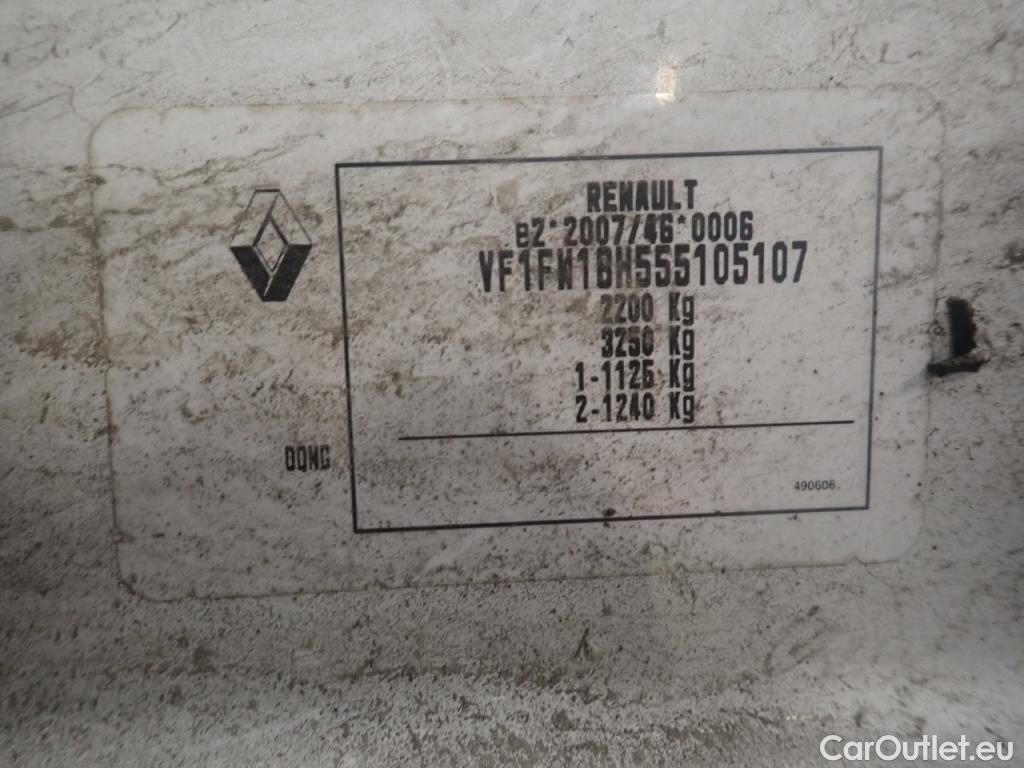 RENAULT
e2*2007/46*0006
VF1FW18H555105107
2200 Kg
3250 Kg
1-1125 Kg
2-1240 Kg
DQNG
490606
CarOutlet.eu